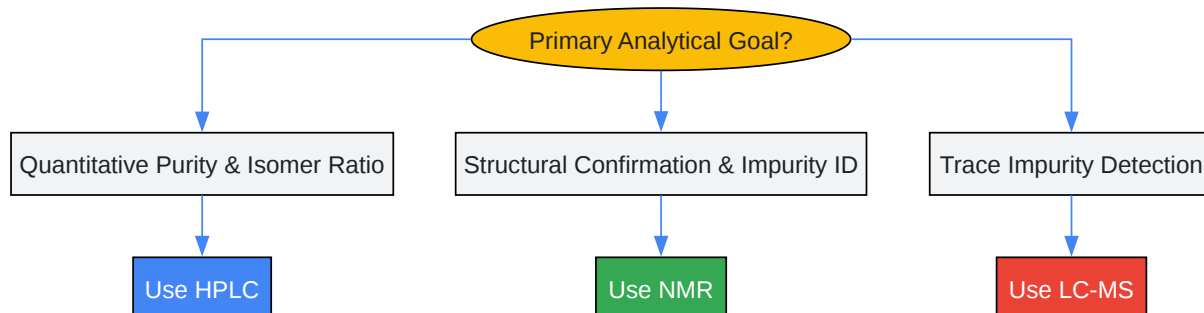 Primary Analytical Goal?
Quantitative Purity & Isomer Ratio
Structural Confirmation & Impurity ID
Trace Impurity Detection
Use HPLC
Use NMR
Use LC-MS